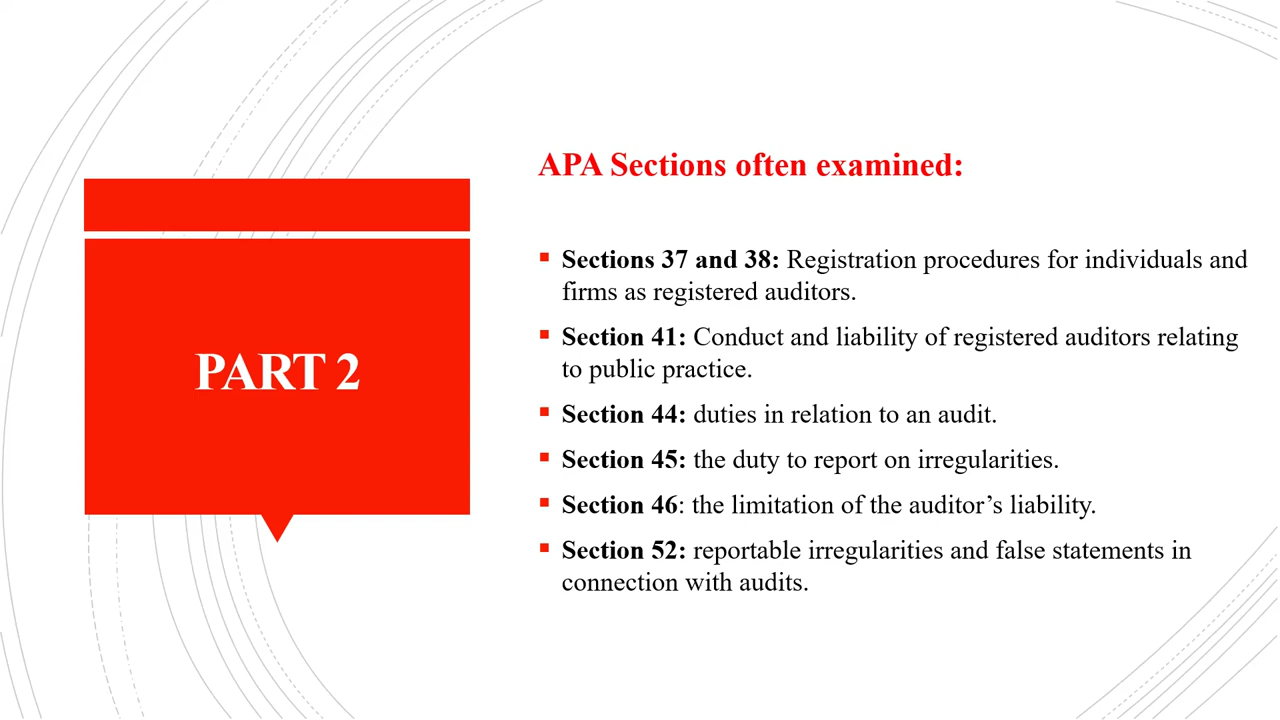 PART 2
APA Sections often examined:
▪ Sections 37 and 38: Registration procedures for individuals and
firms as registered auditors.
▪ Section 41: Conduct and liability of registered auditors relating
to public practice.
▪ Section 44: duties in relation to an audit.
▪ Section 45: the duty to report on irregularities.
▪ Section 46: the limitation of the auditor’s liability.
▪ Section 52: reportable irregularities and false statements in
connection with audits.